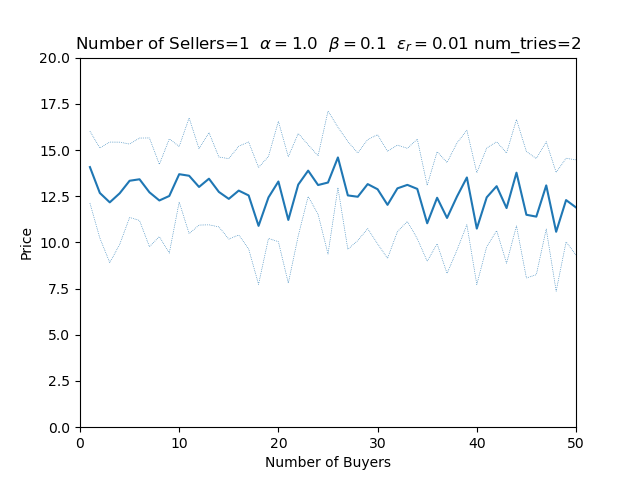 Number of Sellers=1 α = 1.0 β = 0.1 εᵣ = 0.01 num_tries=2
20.0
17.5
15.0
12.5
10.0
7.5
5.0
2.5
0.0
Price
0 10 20 30 40 50
Number of Buyers